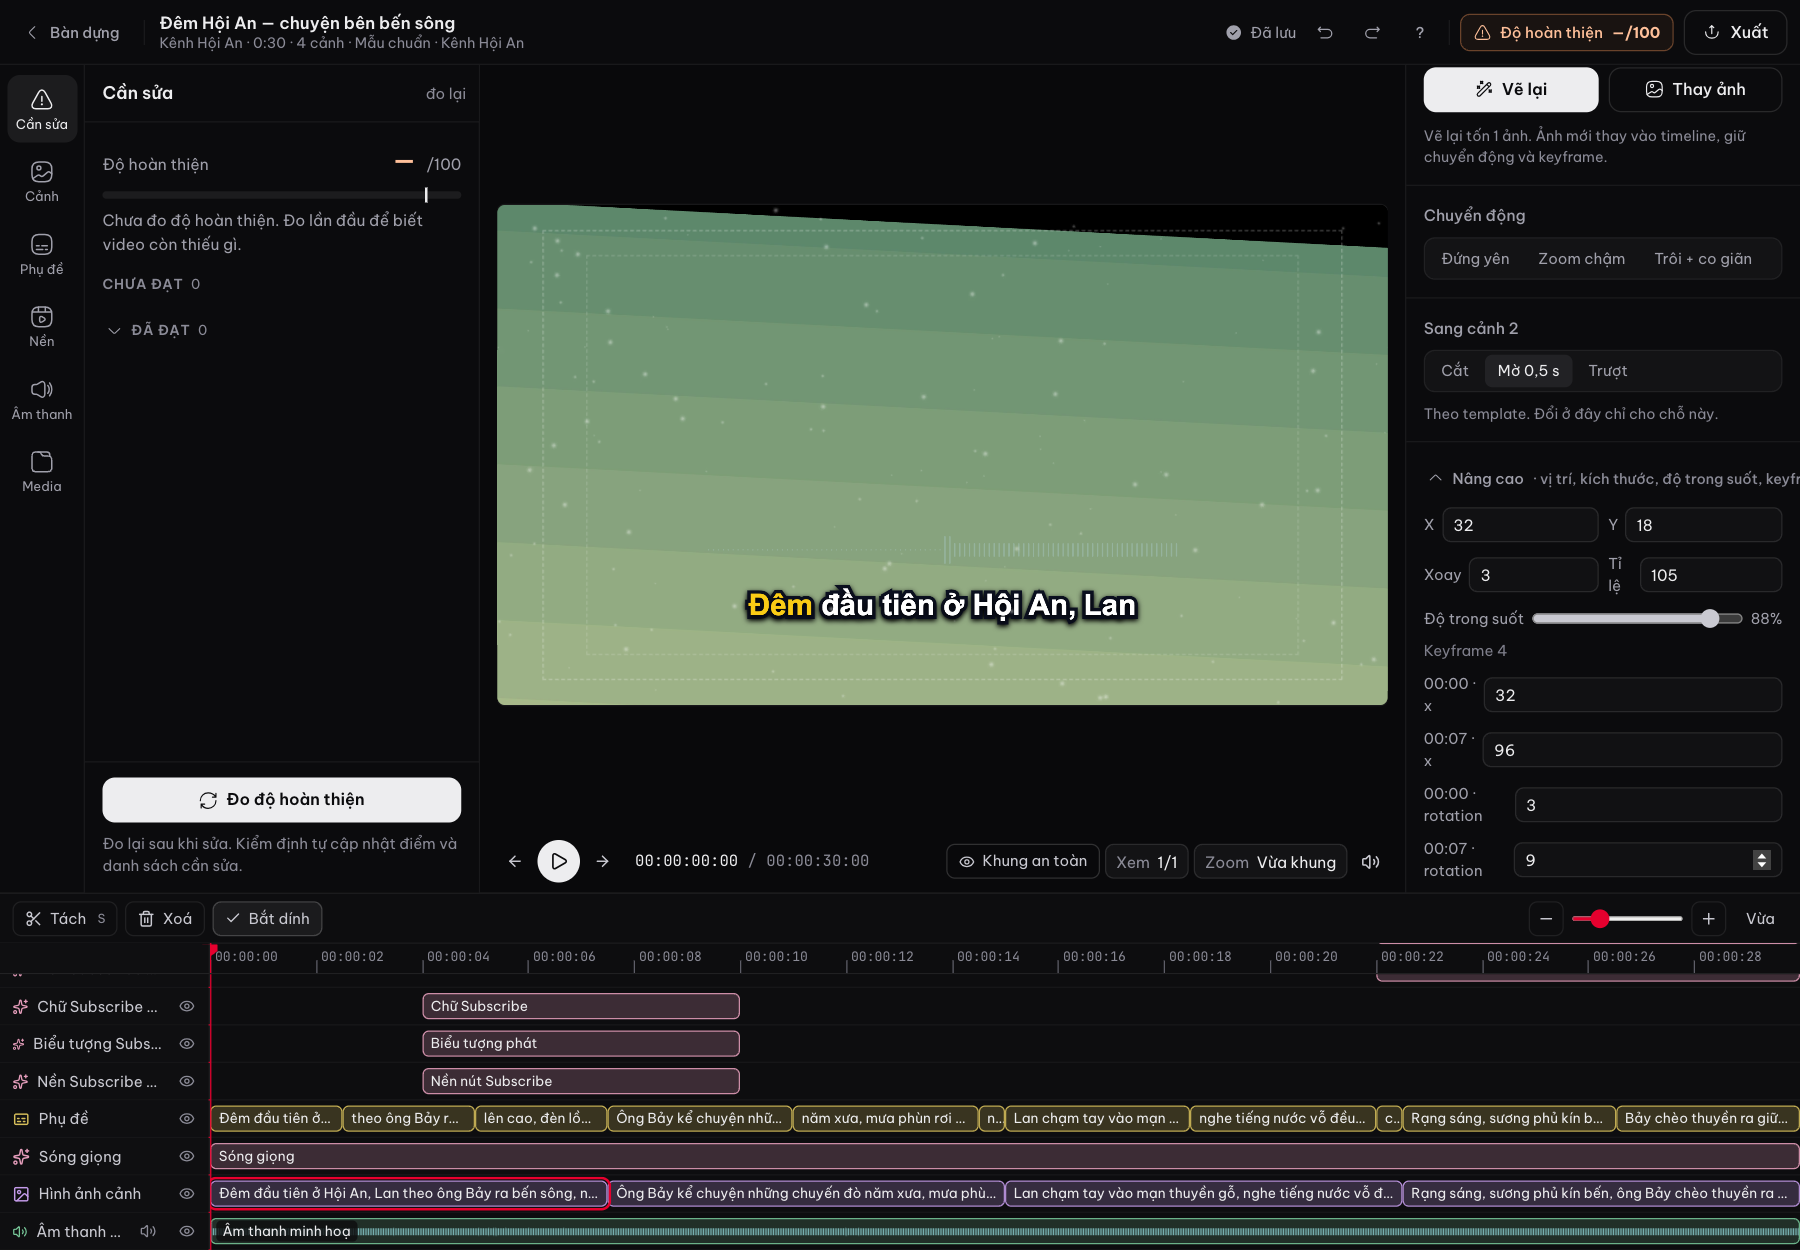 Bàn dựng
Đêm Hội An — chuyện bên bến sông
Kênh Hội An · 0:30 · 4 cảnh · Mẫu chuẩn · Kênh Hội An
Đã lưu
?
Độ hoàn thiện –/100
Xuất
Cần sửa
Cảnh
Phụ đề
Nền
Âm thanh
Media
Cần sửa
đo lại
Độ hoàn thiện
– /100
Chưa đo độ hoàn thiện. Đo lần đầu để biết
video còn thiếu gì.
CHƯA ĐẠT 0
ĐÃ ĐẠT 0
Đo độ hoàn thiện
Đo lại sau khi sửa. Kiểm định tự cập nhật điểm và
danh sách cần sửa.
Đêm đầu tiên ở Hội An, Lan
00:00:00:00 / 00:00:30:00
Khung an toàn
Xem 1/1
Zoom Vừa khung
Vẽ lại
Thay ảnh
Vẽ lại tốn 1 ảnh. Ảnh mới thay vào timeline, giữ
chuyển động và keyframe.
Chuyển động
Đứng yên
Zoom chậm
Trôi + co giãn
Sang cảnh 2
Cắt
Mờ 0,5 s
Trượt
Theo template. Đổi ở đây chỉ cho chỗ này.
Nâng cao · vị trí, kích thước, độ trong suốt, keyfr
X 32
Y 18
Xoay 3
Tỉ
lệ
105
Độ trong suốt 88%
Keyframe 4
00:00 ·
x
32
00:07 ·
x
96
00:00 ·
rotation
3
00:07 ·
rotation
9
Tách S
Xoá
Bắt dính
Vừa
00:00:00 00:00:02 00:00:04 00:00:06 00:00:08 00:00:10 00:00:12 00:00:14 00:00:16 00:00:18 00:00:20 00:00:22 00:00:24 00:00:26 00:00:28
Chữ Subscribe ...
Chữ Subscribe
Biểu tượng Subs...
Biểu tượng phát
Nền Subscribe ...
Nền nút Subscribe
Phụ đề
Đêm đầu tiên ở... theo ông Bảy r... lên cao, đèn lồ... Ông Bảy kể chuyện nhữ... năm xưa, mưa phùn rơi ... n... Lan chạm tay vào mạn ... nghe tiếng nước vỗ đều... c... Rạng sáng, sương phủ kín b... Bảy chèo thuyền ra giữ...
Sóng giọng
Sóng giọng
Hình ảnh cảnh
Đêm đầu tiên ở Hội An, Lan theo ông Bảy ra bến sông, n... Ông Bảy kể chuyện những chuyến đò năm xưa, mưa phù... Lan chạm tay vào mạn thuyền gỗ, nghe tiếng nước vỗ đ... Rạng sáng, sương phủ kín bến, ông Bảy chèo thuyền ra ...
Âm thanh ...
Âm thanh minh hoạ